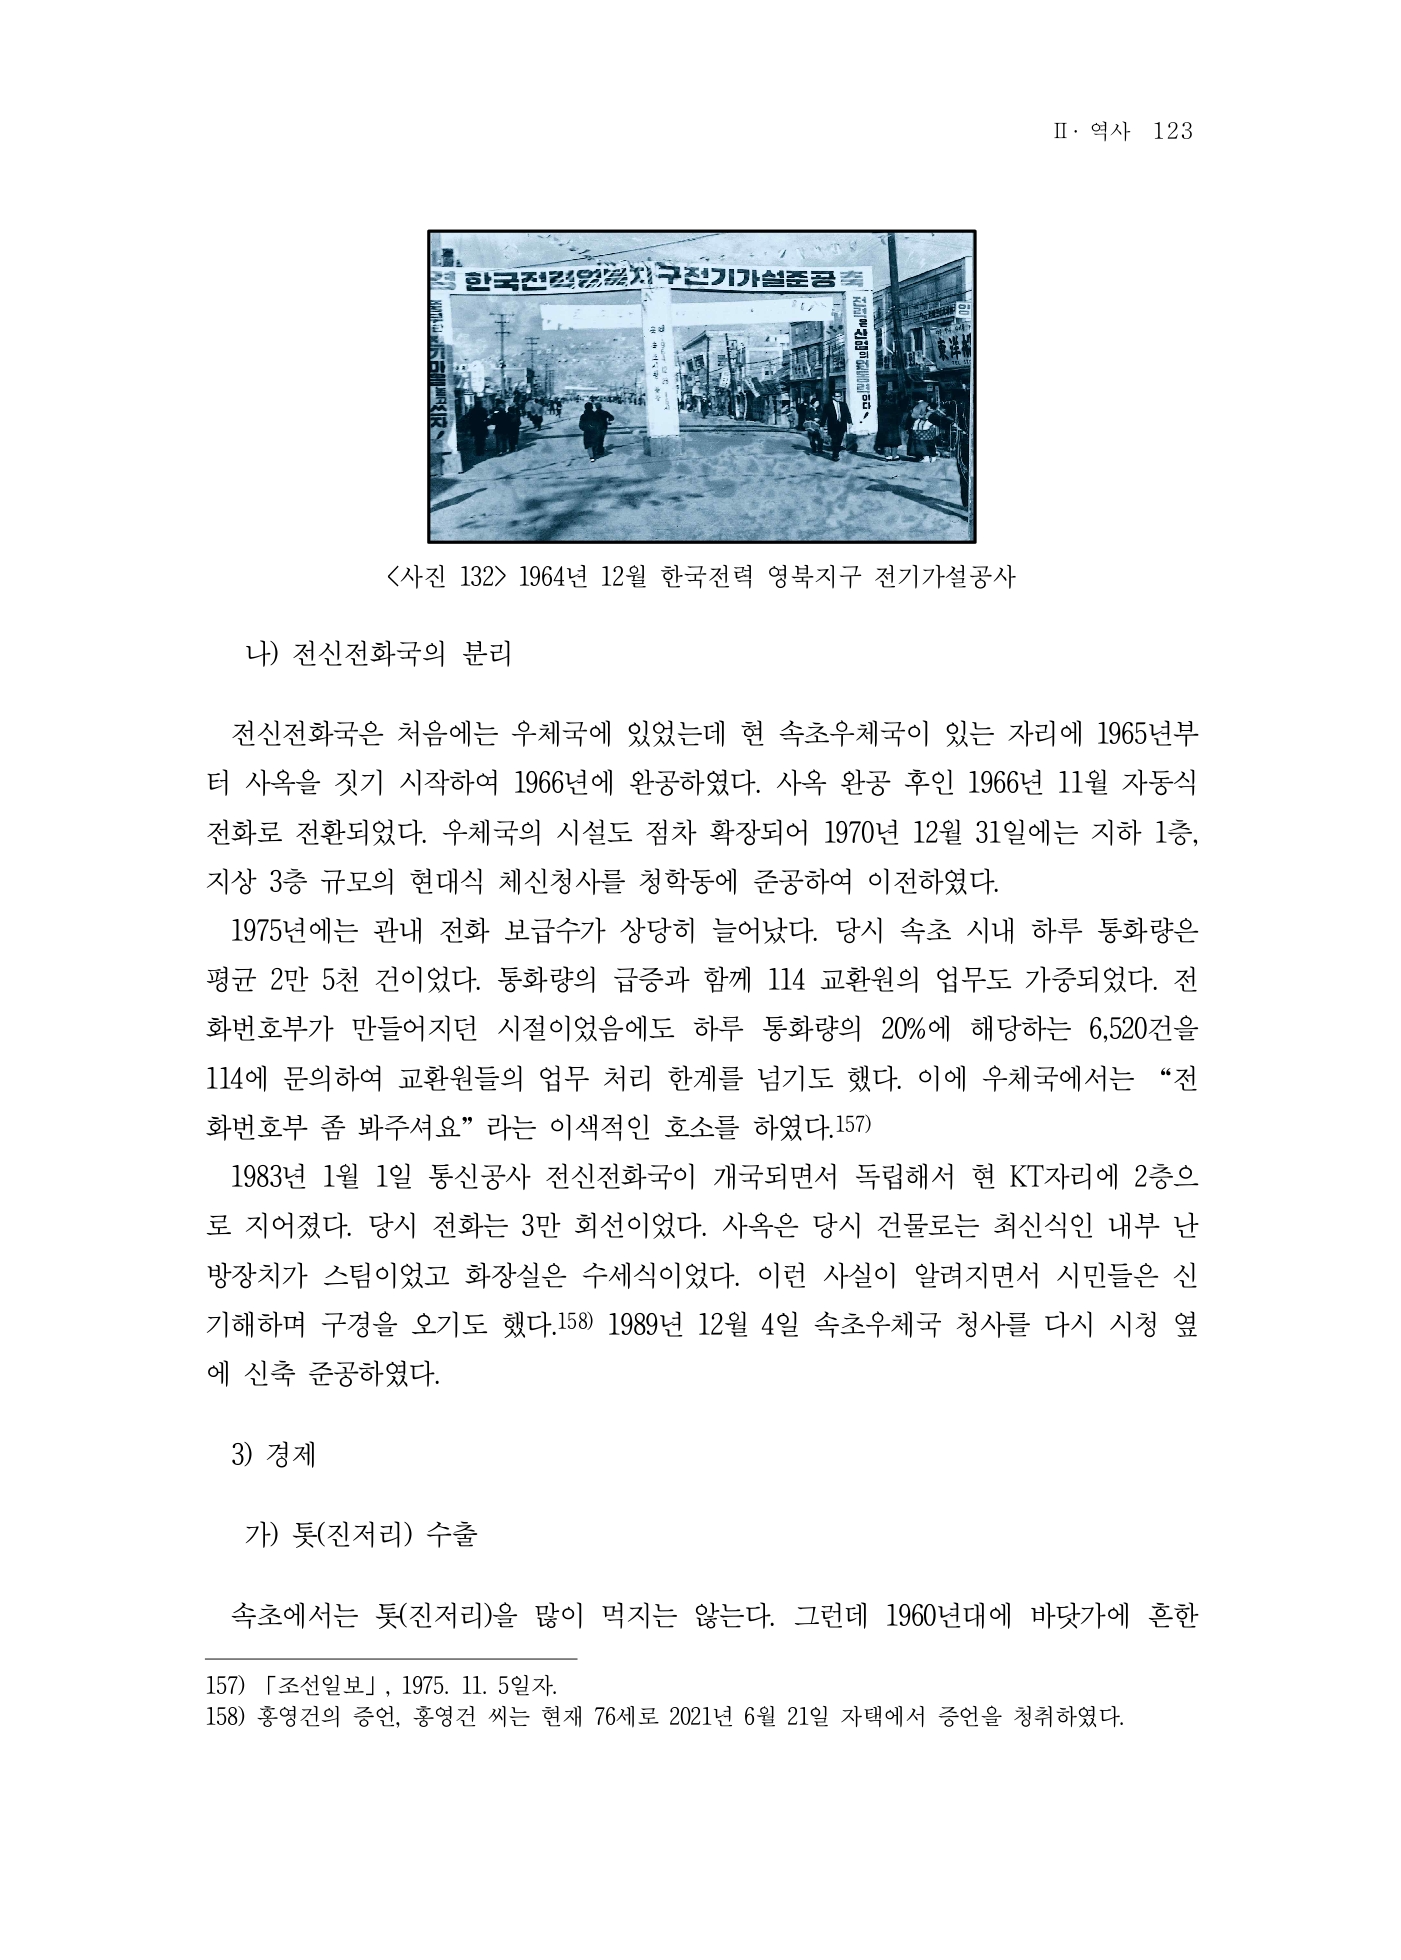 Ⅱ· 역사 123
한국전력영북지구전기가설준공 축
전력은산업의원동력이다!
東洋
<사진 132> 1964년 12월 한국전력 영북지구 전기가설공사
나) 전신전화국의 분리
전신전화국은 처음에는 우체국에 있었는데 현 속초우체국이 있는 자리에 1965년부
터 사옥을 짓기 시작하여 1966년에 완공하였다. 사옥 완공 후인 1966년 11월 자동식
전화로 전환되었다. 우체국의 시설도 점차 확장되어 1970년 12월 31일에는 지하 1층,
지상 3층 규모의 현대식 체신청사를 청학동에 준공하여 이전하였다.
1975년에는 관내 전화 보급수가 상당히 늘어났다. 당시 속초 시내 하루 통화량은
평균 2만 5천 건이었다. 통화량의 급증과 함께 114 교환원의 업무도 가중되었다. 전
화번호부가 만들어지던 시절이었음에도 하루 통화량의 20%에 해당하는 6,520건을
114에 문의하여 교환원들의 업무 처리 한계를 넘기도 했다. 이에 우체국에서는 “전
화번호부 좀 봐주셔요” 라는 이색적인 호소를 하였다.157)
1983년 1월 1일 통신공사 전신전화국이 개국되면서 독립해서 현 KT자리에 2층으
로 지어졌다. 당시 전화는 3만 회선이었다. 사옥은 당시 건물로는 최신식인 내부 난
방장치가 스팀이었고 화장실은 수세식이었다. 이런 사실이 알려지면서 시민들은 신
기해하며 구경을 오기도 했다.158) 1989년 12월 4일 속초우체국 청사를 다시 시청 옆
에 신축 준공하였다.
3) 경제
가) 톳(진저리) 수출
속초에서는 톳(진저리)을 많이 먹지는 않는다. 그런데 1960년대에 바닷가에 흔한
157) 「조선일보」, 1975. 11. 5일자.
158) 홍영건의 증언, 홍영건 씨는 현재 76세로 2021년 6월 21일 자택에서 증언을 청취하였다.